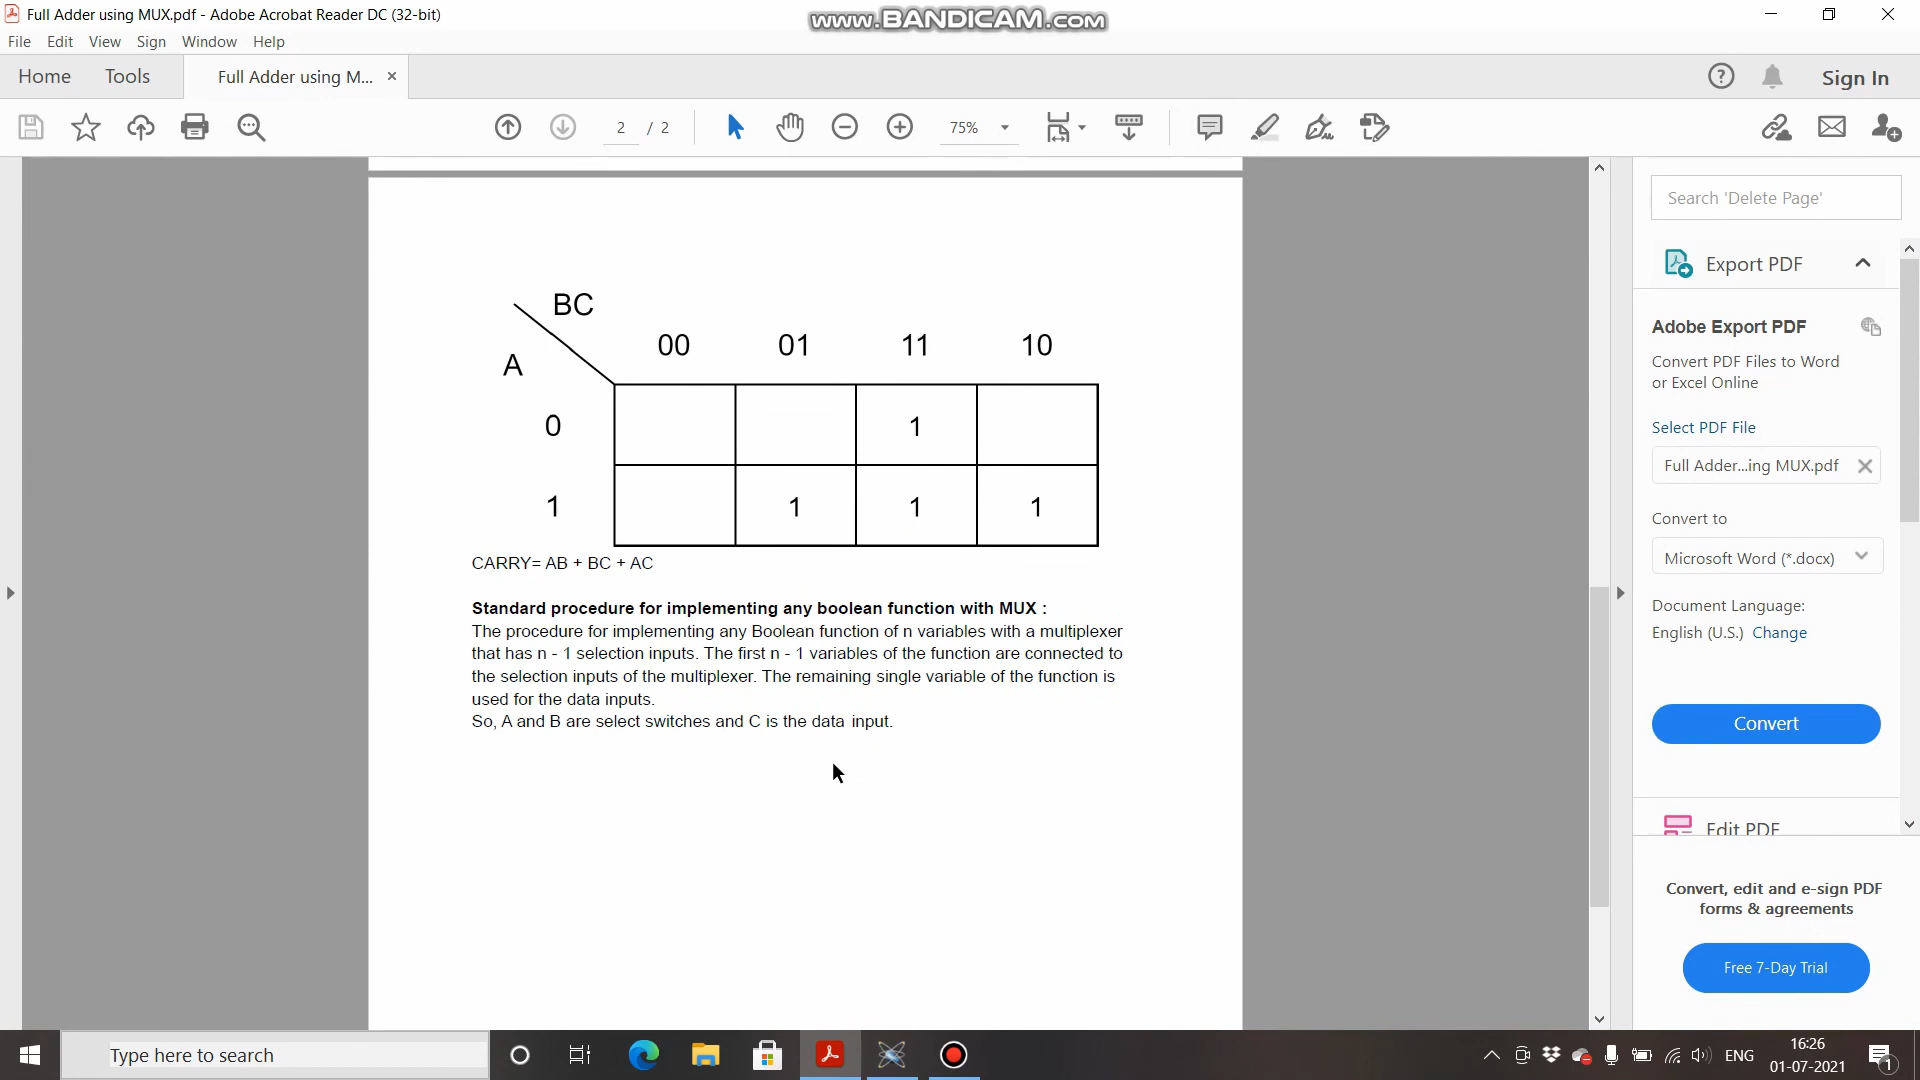 Full Adder using MUX.pdf - Adobe Acrobat Reader DC (32-bit)
www.BANDICAM.com
File Edit View Sign Window Help
Home Tools Full Adder using M... × Sign In
2 / 2 75%
Search 'Delete Page'
Export PDF
Adobe Export PDF
Convert PDF Files to Word
or Excel Online
Select PDF File
Full Adder...ing MUX.pdf
Convert to
Microsoft Word (*.docx)
Document Language:
English (U.S.) Change
Convert
Edit PDF
Convert, edit and e-sign PDF
forms & agreements
Free 7-Day Trial
BC
A
00 01 11 10
0 1
1 1 1 1
CARRY= AB + BC + AC
Standard procedure for implementing any boolean function with MUX :
The procedure for implementing any Boolean function of n variables with a multiplexer
that has n - 1 selection inputs. The first n - 1 variables of the function are connected to
the selection inputs of the multiplexer. The remaining single variable of the function is
used for the data inputs.
So, A and B are select switches and C is the data input.
Type here to search
ENG
16:26
01-07-2021
1